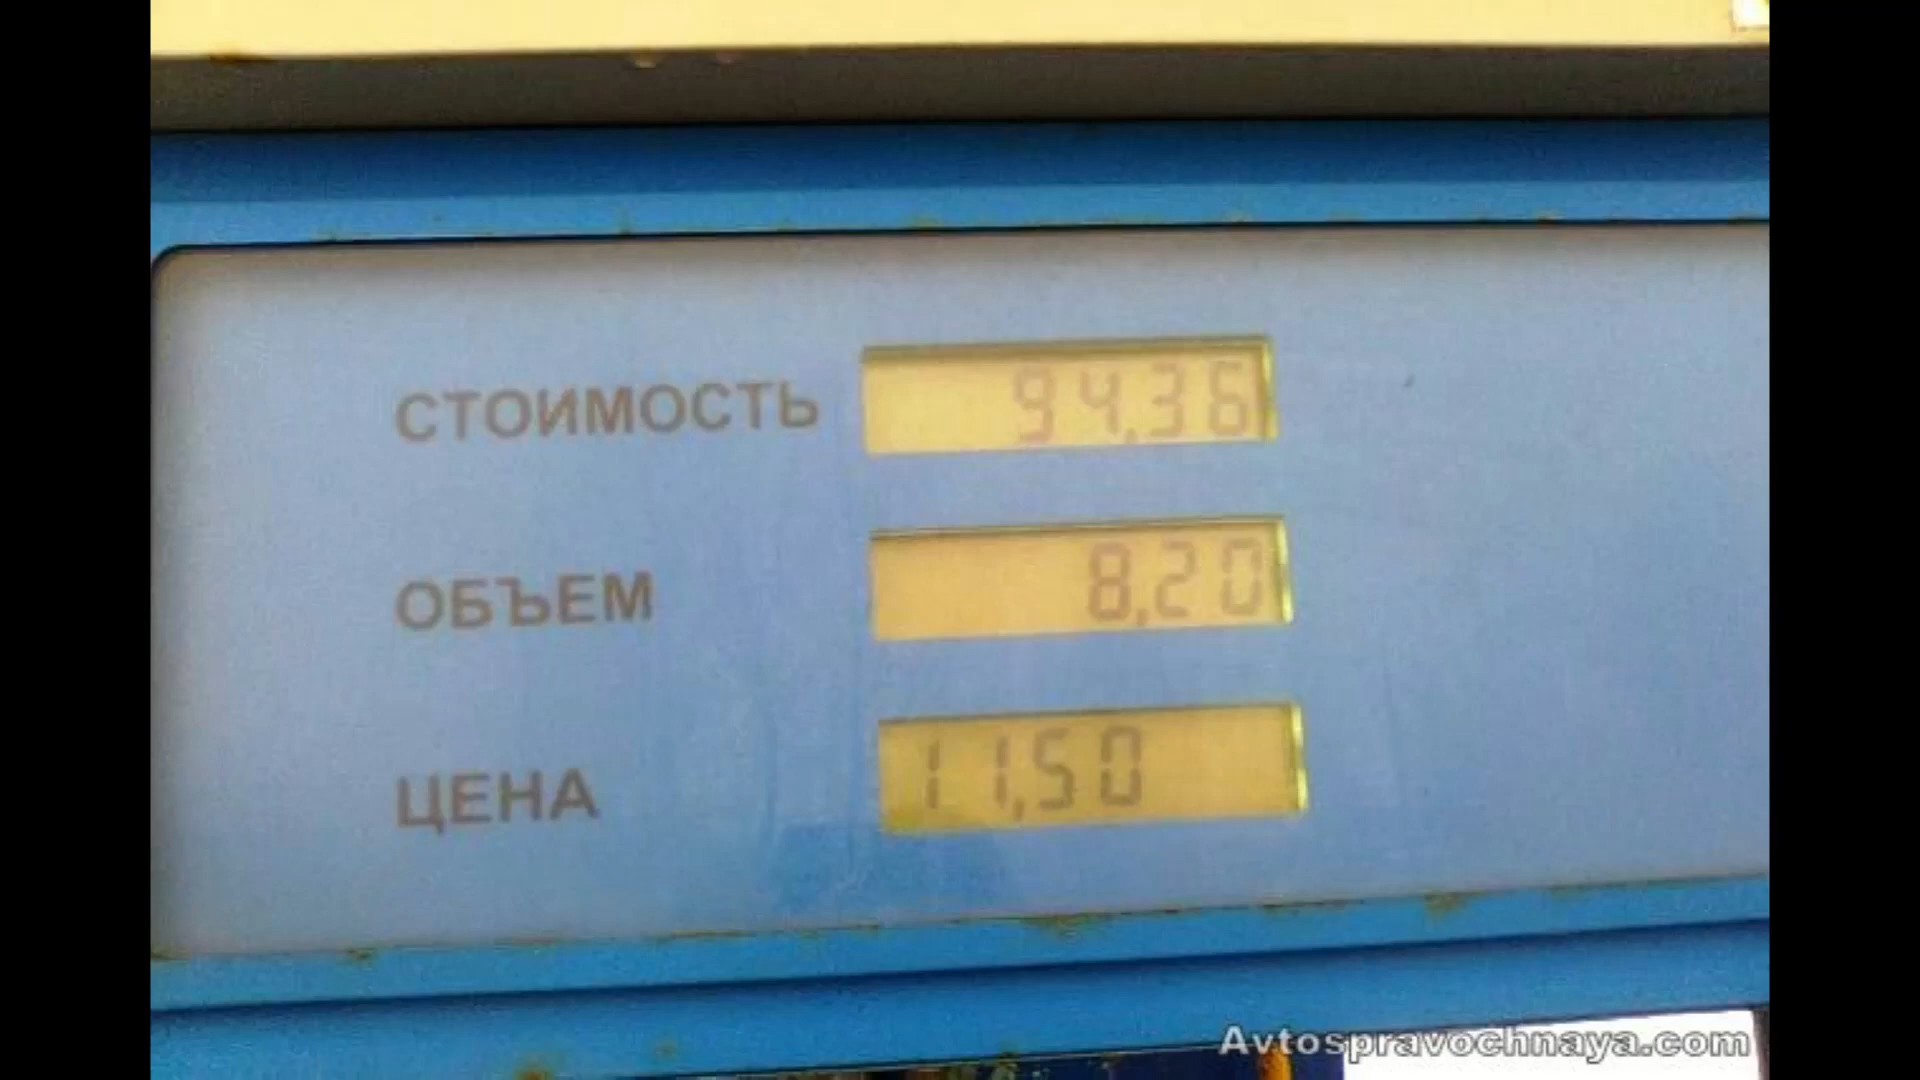 СТОИМОСТЬ 94,36
ОБЪЕМ 8,20
ЦЕНА 11,50
Avtospravochnaya.com